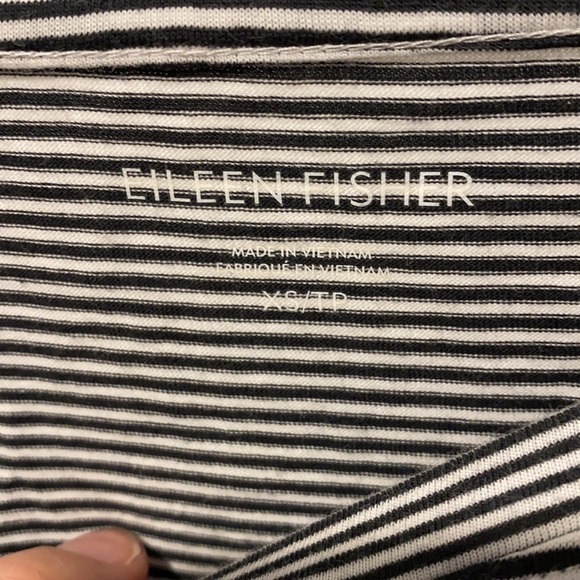 EILEEN FISHER
MADE IN VIETNAM
FABRIQUÉ EN VIETNAM
XS/TP